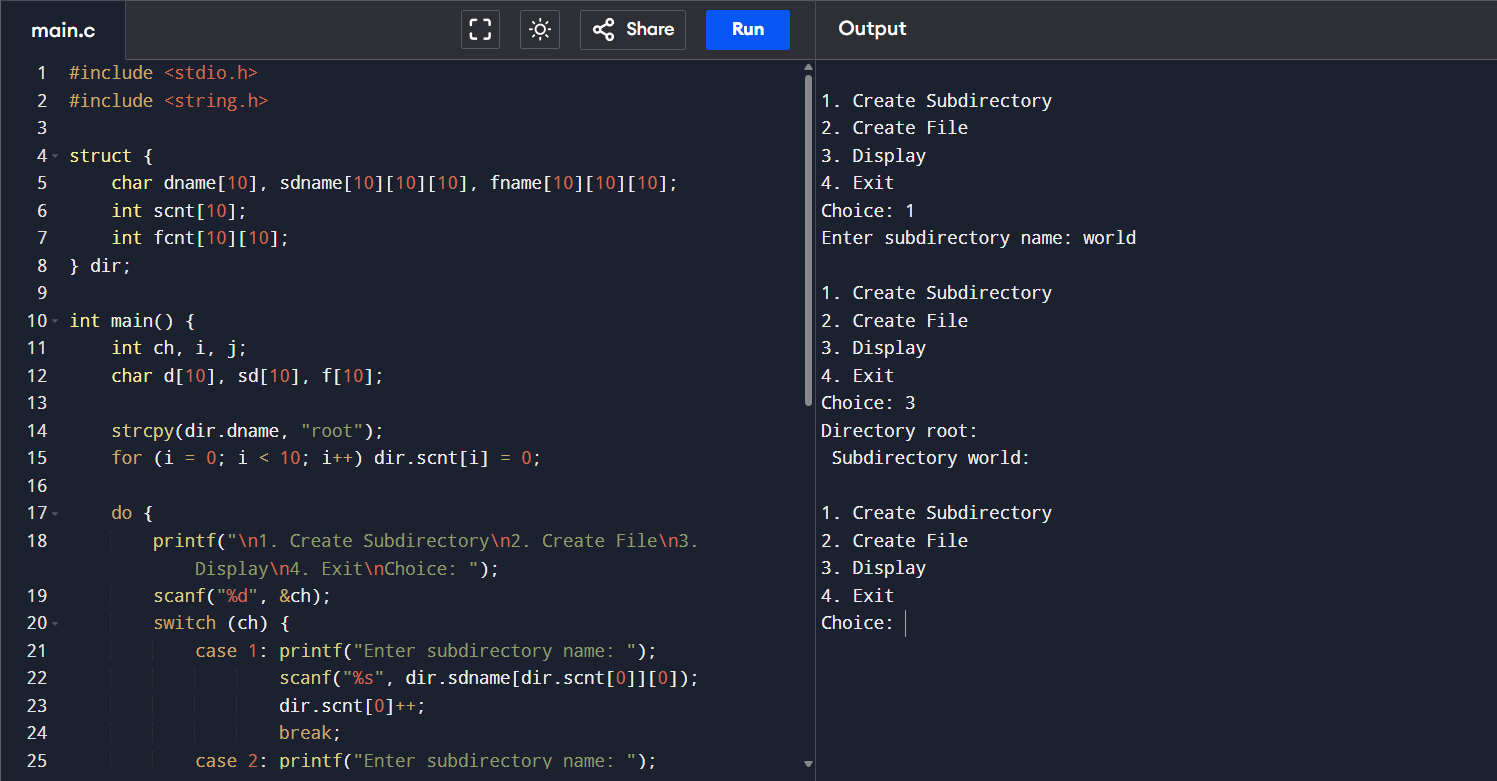 main.c
Share
Run
Output
1 #include <stdio.h>
2 #include <string.h>
3
4 struct {
5     char dname[10], sdname[10][10][10], fname[10][10][10];
6     int scnt[10];
7     int fcnt[10][10];
8 } dir;
9
10 int main() {
11     int ch, i, j;
12     char d[10], sd[10], f[10];
13
14     strcpy(dir.dname, "root");
15     for (i = 0; i < 10; i++) dir.scnt[i] = 0;
16
17     do {
18         printf("\n1. Create Subdirectory\n2. Create File\n3.
Display\n4. Exit\nChoice: ");
19         scanf("%d", &ch);
20         switch (ch) {
21             case 1: printf("Enter subdirectory name: ");
22                     scanf("%s", dir.sdname[dir.scnt[0]][0]);
23                     dir.scnt[0]++;
24                     break;
25             case 2: printf("Enter subdirectory name: ");
1. Create Subdirectory
2. Create File
3. Display
4. Exit
Choice: 1
Enter subdirectory name: world
1. Create Subdirectory
2. Create File
3. Display
4. Exit
Choice: 3
Directory root:
Subdirectory world:
1. Create Subdirectory
2. Create File
3. Display
4. Exit
Choice: